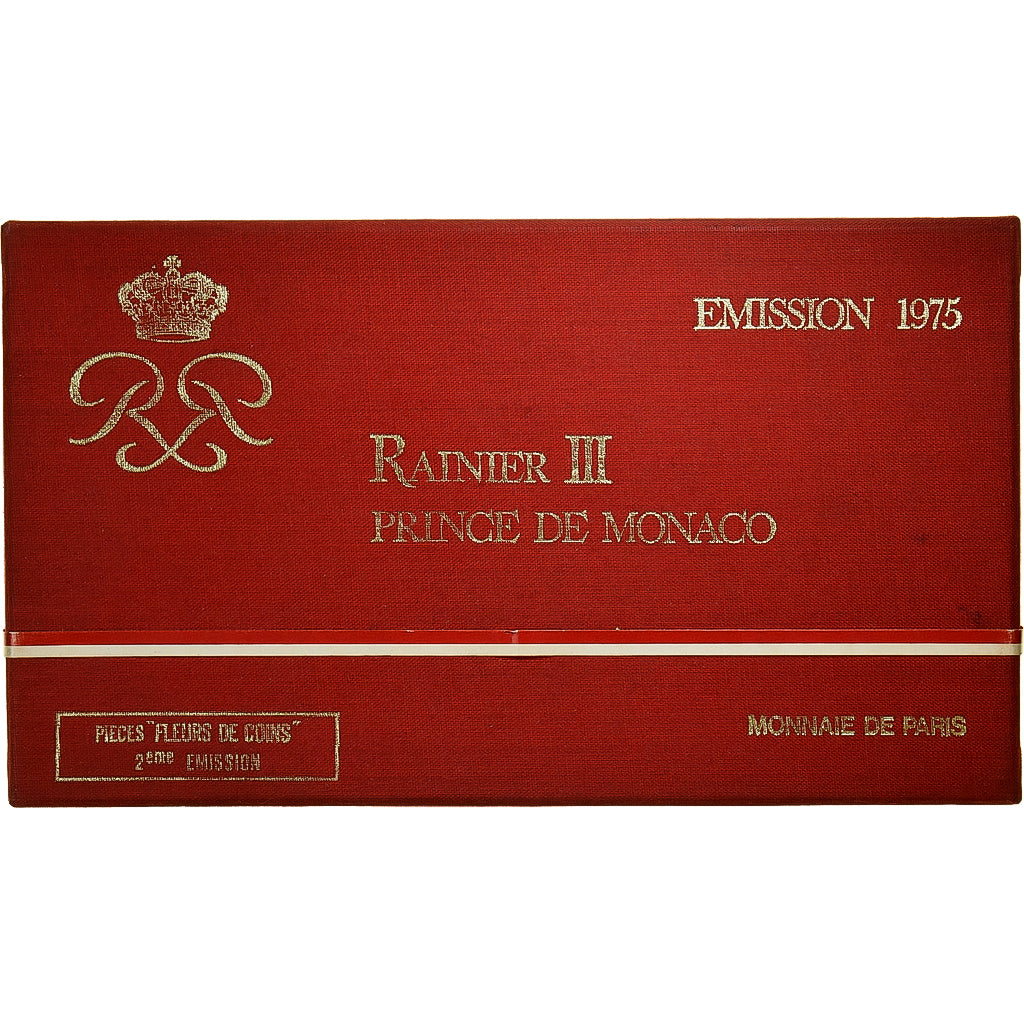 EMISSION 1975
RAINIER III
PRINCE DE MONACO
PIECES "FLEURS DE COINS"
2ème EMISSION
MONNAIE DE PARIS